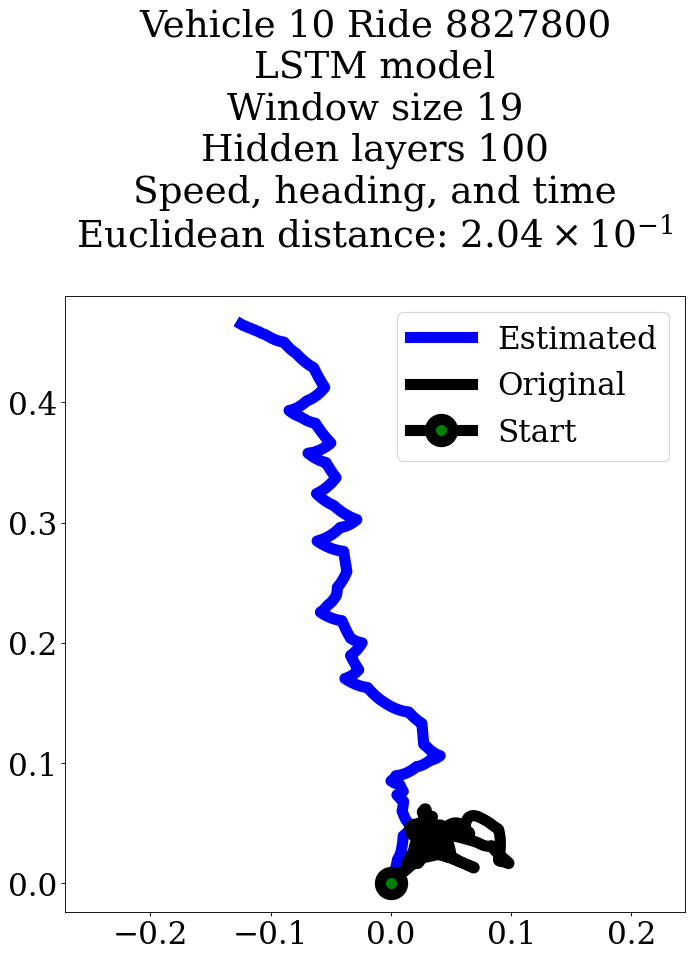 Vehicle 10 Ride 8827800
LSTM model
Window size 19
Hidden layers 100
Speed, heading, and time
Euclidean distance: 2.04 × 10⁻¹
Estimated
Original
Start
0.4
0.3
0.2
0.1
0.0
−0.2 −0.1 0.0 0.1 0.2